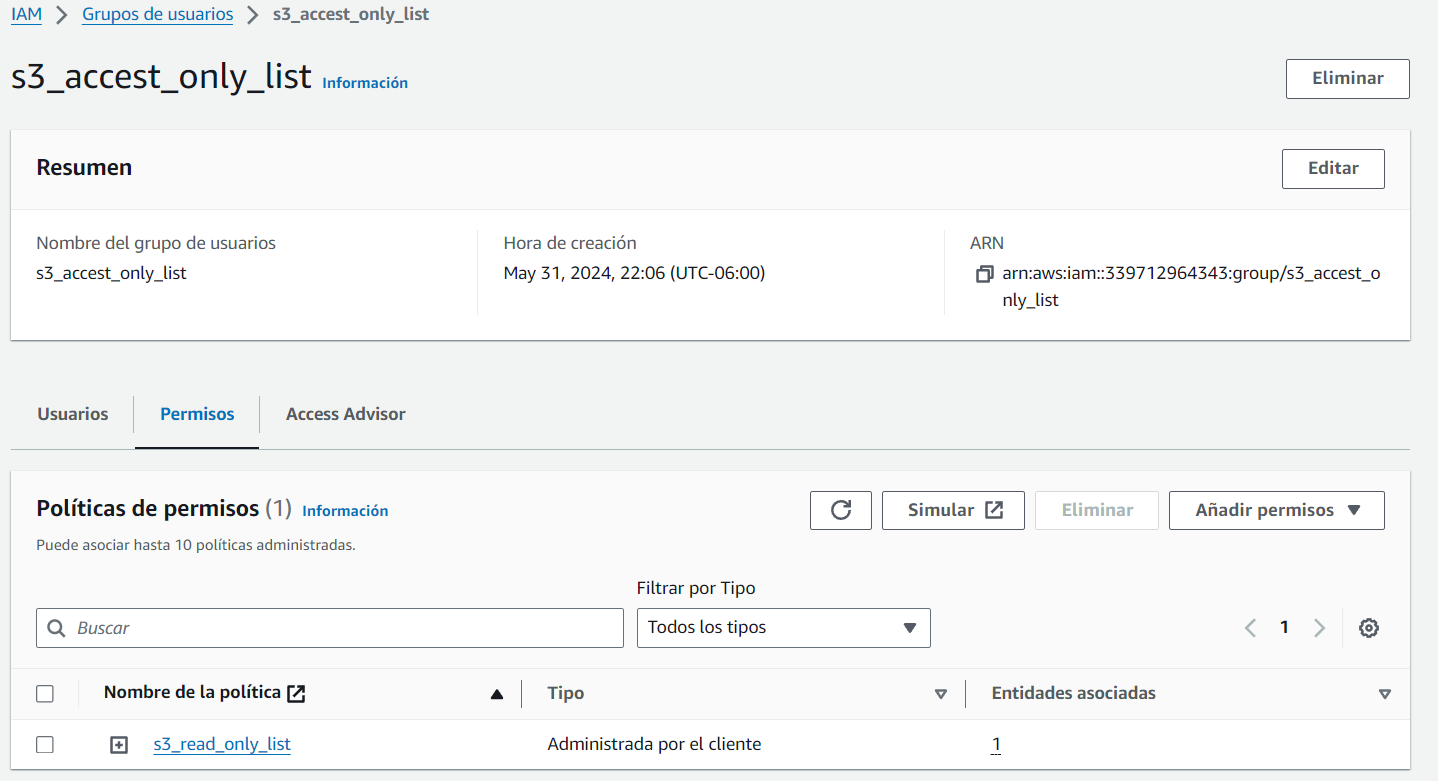 IAM > Grupos de usuarios > s3_accest_only_list
s3_accest_only_list Información
Eliminar
Resumen
Editar
Nombre del grupo de usuarios
s3_accest_only_list
Hora de creación
May 31, 2024, 22:06 (UTC-06:00)
ARN
arn:aws:iam::339712964343:group/s3_accest_o
nly_list
Usuarios Permisos Access Advisor
Políticas de permisos (1) Información
Simular Eliminar Añadir permisos
Puede asociar hasta 10 políticas administradas.
Filtrar por Tipo
Buscar Todos los tipos 1
Nombre de la política Tipo Entidades asociadas
s3_read_only_list Administrada por el cliente 1